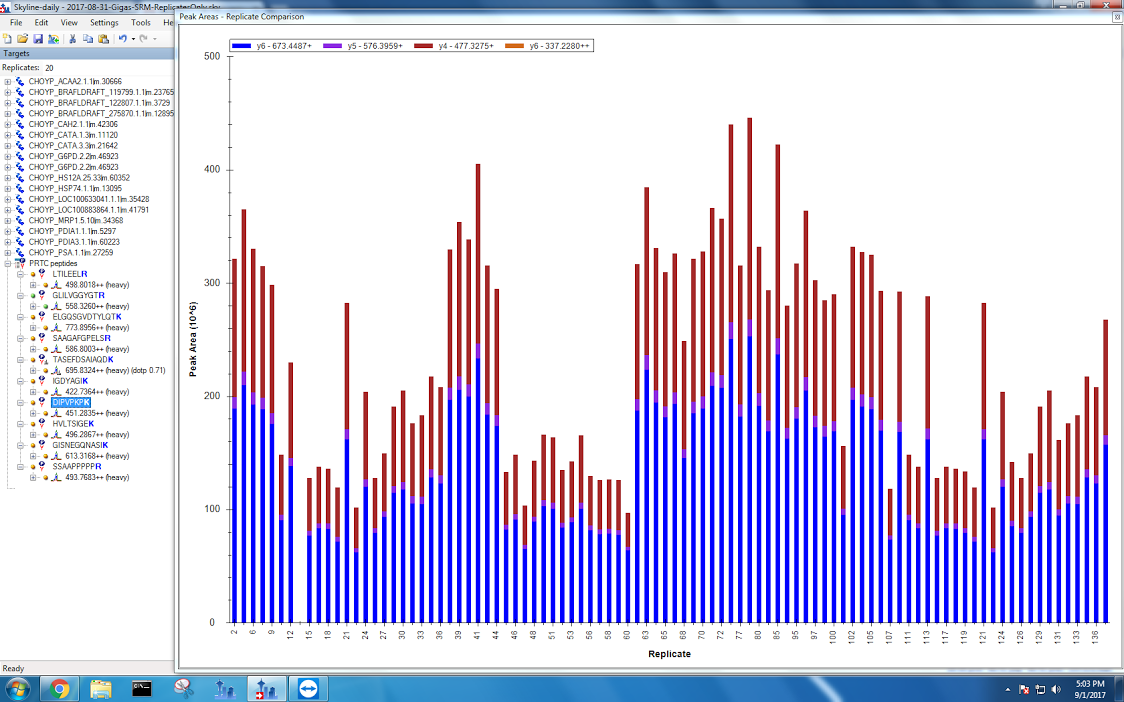 Skyline-daily - 2017-08-31-Gigas-SRM-ReplicatesOnly.sky
File Edit View Settings Tools He
Targets
Replicates: 20
CHOYP_ACAA2.1.1|m.30666
CHOYP_BRAFLDRAFT_119799.1.1|m.23765
CHOYP_BRAFLDRAFT_122807.1.1|m.3729
CHOYP_BRAFLDRAFT_275870.1.1|m.12895
CHOYP_CAH2.1.1|m.42306
CHOYP_CATA.1.3|m.11120
CHOYP_CATA.3.3|m.21642
CHOYP_G6PD.2.2|m.46923
CHOYP_G6PD.2.2|m.46923
CHOYP_HS12A.25.33|m.60352
CHOYP_HSP74.1.1|m.13095
CHOYP_LOC100633041.1.1|m.35428
CHOYP_LOC100883864.1.1|m.41791
CHOYP_MRP1.5.10|m.34368
CHOYP_PDIA1.1.1|m.5297
CHOYP_PDIA3.1.1|m.60223
CHOYP_PSA.1.1|m.27259
PRTC peptides
LTILEELR
498.8018++ (heavy)
GLILVGGYGTR
558.3260++ (heavy)
ELGQSGVDTYLQTK
773.8956++ (heavy)
SAAGAFGPELSR
586.8003++ (heavy)
TASEFDSAIAQDK
695.8324++ (heavy) (dotp 0.71)
IGDYAGIK
422.7364++ (heavy)
DIPVPKPK
451.2835++ (heavy)
HVLTSIGEK
496.2867++ (heavy)
GISNEGQNASIK
613.3168++ (heavy)
SSAAPPPPPR
493.7683++ (heavy)
Ready
Peak Areas - Replicate Comparison
y6 - 673.4487+ y5 - 576.3959+ y4 - 477.3275+ y6 - 337.2280++
Peak Area (10^6)
500
400
300
200
100
0
2 6 9 12 15 18 21 24 27 30 33 36 39 41 44 46 48 51 53 56 58 60 63 65 68 70 72 77 80 85 95 97 100 102 105 107 111 113 117 119 121 124 126 129 131 133 136
Replicate
5:03 PM
9/1/2017